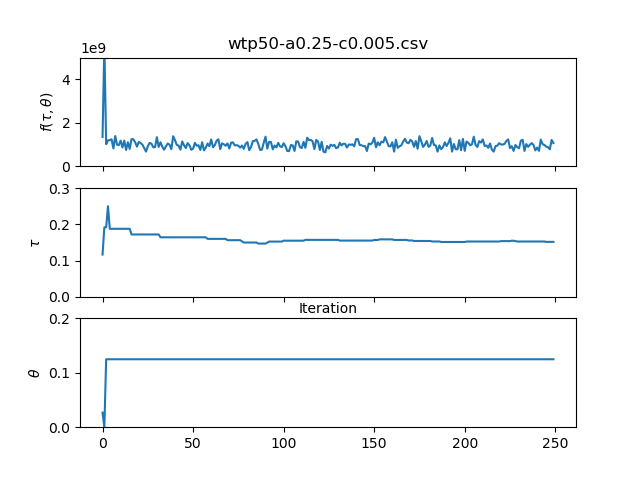 wtp50-a0.25-c0.005.csv
1e9
4
2
0
f(τ, θ)
0.3
0.2
0.1
0.0
τ
Iteration
0.2
0.1
0.0
θ
0 50 100 150 200 250